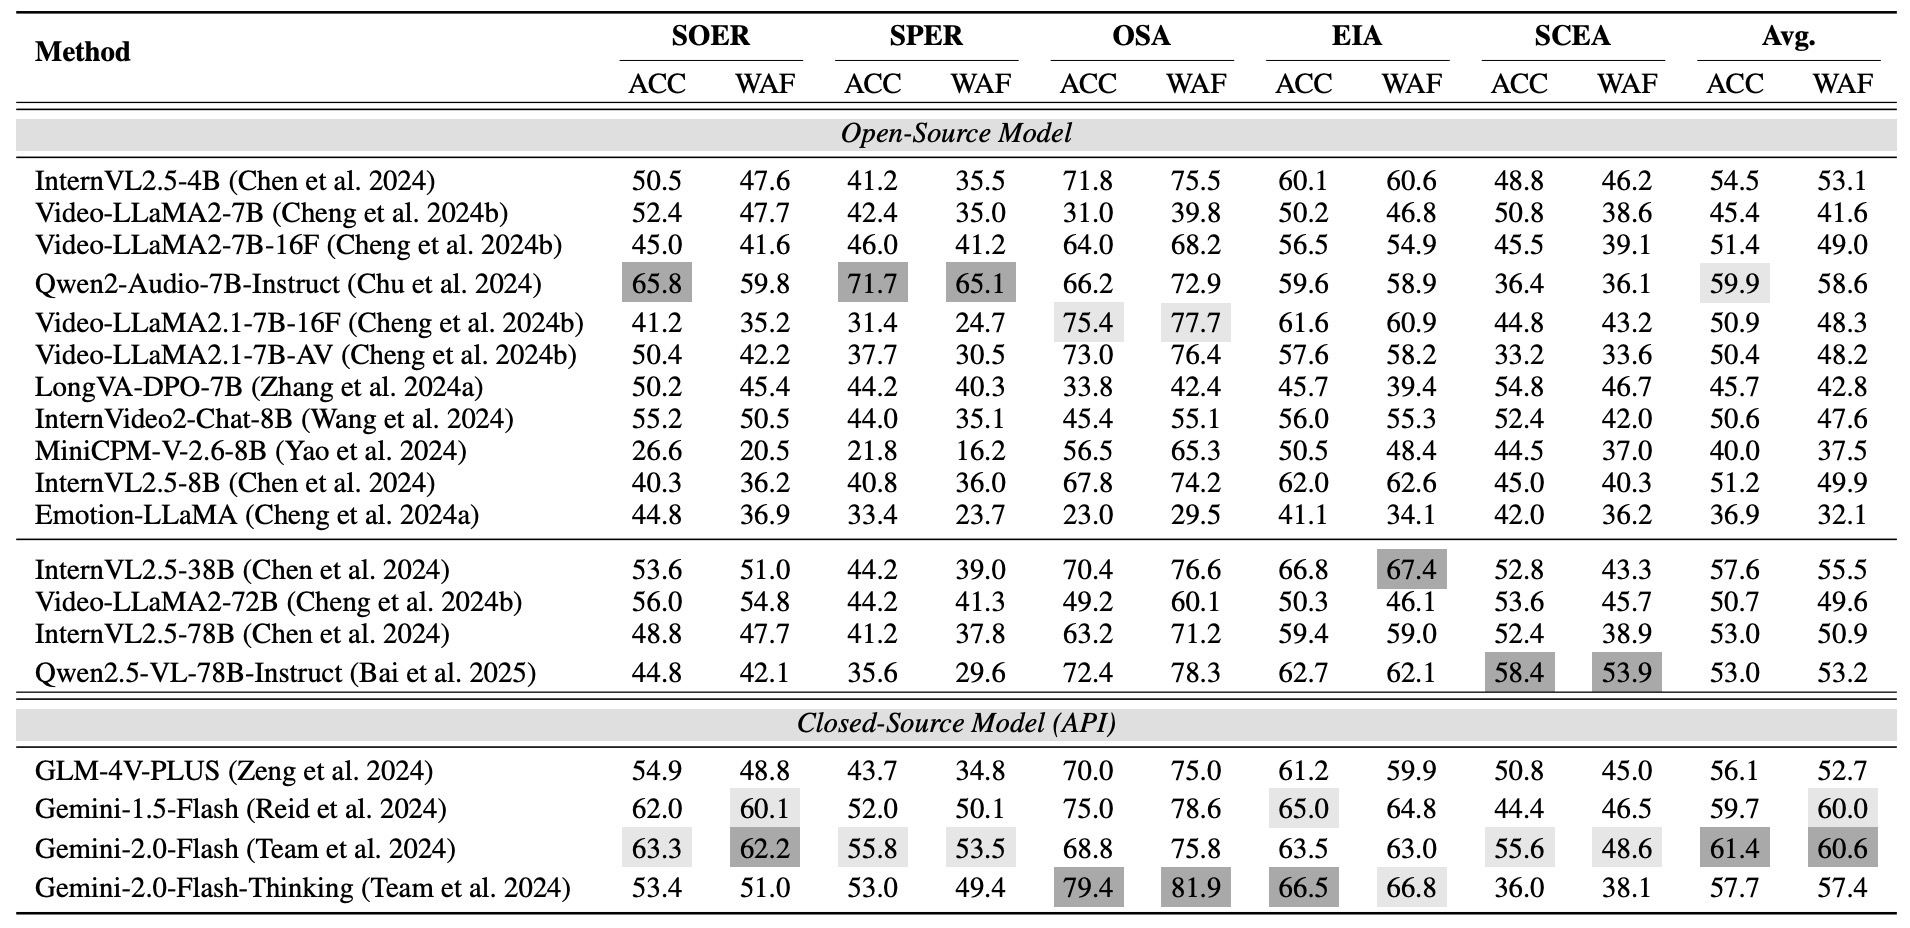 Method SOER SPER OSA EIA SCEA Avg.
ACC WAF ACC WAF ACC WAF ACC WAF ACC WAF ACC WAF
Open-Source Model
InternVL2.5-4B (Chen et al. 2024) 50.5 47.6 41.2 35.5 71.8 75.5 60.1 60.6 48.8 46.2 54.5 53.1
Video-LLaMA2-7B (Cheng et al. 2024b) 52.4 47.7 42.4 35.0 31.0 39.8 50.2 46.8 50.8 38.6 45.4 41.6
Video-LLaMA2-7B-16F (Cheng et al. 2024b) 45.0 41.6 46.0 41.2 64.0 68.2 56.5 54.9 45.5 39.1 51.4 49.0
Qwen2-Audio-7B-Instruct (Chu et al. 2024) 65.8 59.8 71.7 65.1 66.2 72.9 59.6 58.9 36.4 36.1 59.9 58.6
Video-LLaMA2.1-7B-16F (Cheng et al. 2024b) 41.2 35.2 31.4 24.7 75.4 77.7 61.6 60.9 44.8 43.2 50.9 48.3
Video-LLaMA2.1-7B-AV (Cheng et al. 2024b) 50.4 42.2 37.7 30.5 73.0 76.4 57.6 58.2 33.2 33.6 50.4 48.2
LongVA-DPO-7B (Zhang et al. 2024a) 50.2 45.4 44.2 40.3 33.8 42.4 45.7 39.4 54.8 46.7 45.7 42.8
InternVideo2-Chat-8B (Wang et al. 2024) 55.2 50.5 44.0 35.1 45.4 55.1 56.0 55.3 52.4 42.0 50.6 47.6
MiniCPM-V-2.6-8B (Yao et al. 2024) 26.6 20.5 21.8 16.2 56.5 65.3 50.5 48.4 44.5 37.0 40.0 37.5
InternVL2.5-8B (Chen et al. 2024) 40.3 36.2 40.8 36.0 67.8 74.2 62.0 62.6 45.0 40.3 51.2 49.9
Emotion-LLaMA (Cheng et al. 2024a) 44.8 36.9 33.4 23.7 23.0 29.5 41.1 34.1 42.0 36.2 36.9 32.1
InternVL2.5-38B (Chen et al. 2024) 53.6 51.0 44.2 39.0 70.4 76.6 66.8 67.4 52.8 43.3 57.6 55.5
Video-LLaMA2-72B (Cheng et al. 2024b) 56.0 54.8 44.2 41.3 49.2 60.1 50.3 46.1 53.6 45.7 50.7 49.6
InternVL2.5-78B (Chen et al. 2024) 48.8 47.7 41.2 37.8 63.2 71.2 59.4 59.0 52.4 38.9 53.0 50.9
Qwen2.5-VL-78B-Instruct (Bai et al. 2025) 44.8 42.1 35.6 29.6 72.4 78.3 62.7 62.1 58.4 53.9 53.0 53.2
Closed-Source Model (API)
GLM-4V-PLUS (Zeng et al. 2024) 54.9 48.8 43.7 34.8 70.0 75.0 61.2 59.9 50.8 45.0 56.1 52.7
Gemini-1.5-Flash (Reid et al. 2024) 62.0 60.1 52.0 50.1 75.0 78.6 65.0 64.8 44.4 46.5 59.7 60.0
Gemini-2.0-Flash (Team et al. 2024) 63.3 62.2 55.8 53.5 68.8 75.8 63.5 63.0 55.6 48.6 61.4 60.6
Gemini-2.0-Flash-Thinking (Team et al. 2024) 53.4 51.0 53.0 49.4 79.4 81.9 66.5 66.8 36.0 38.1 57.7 57.4